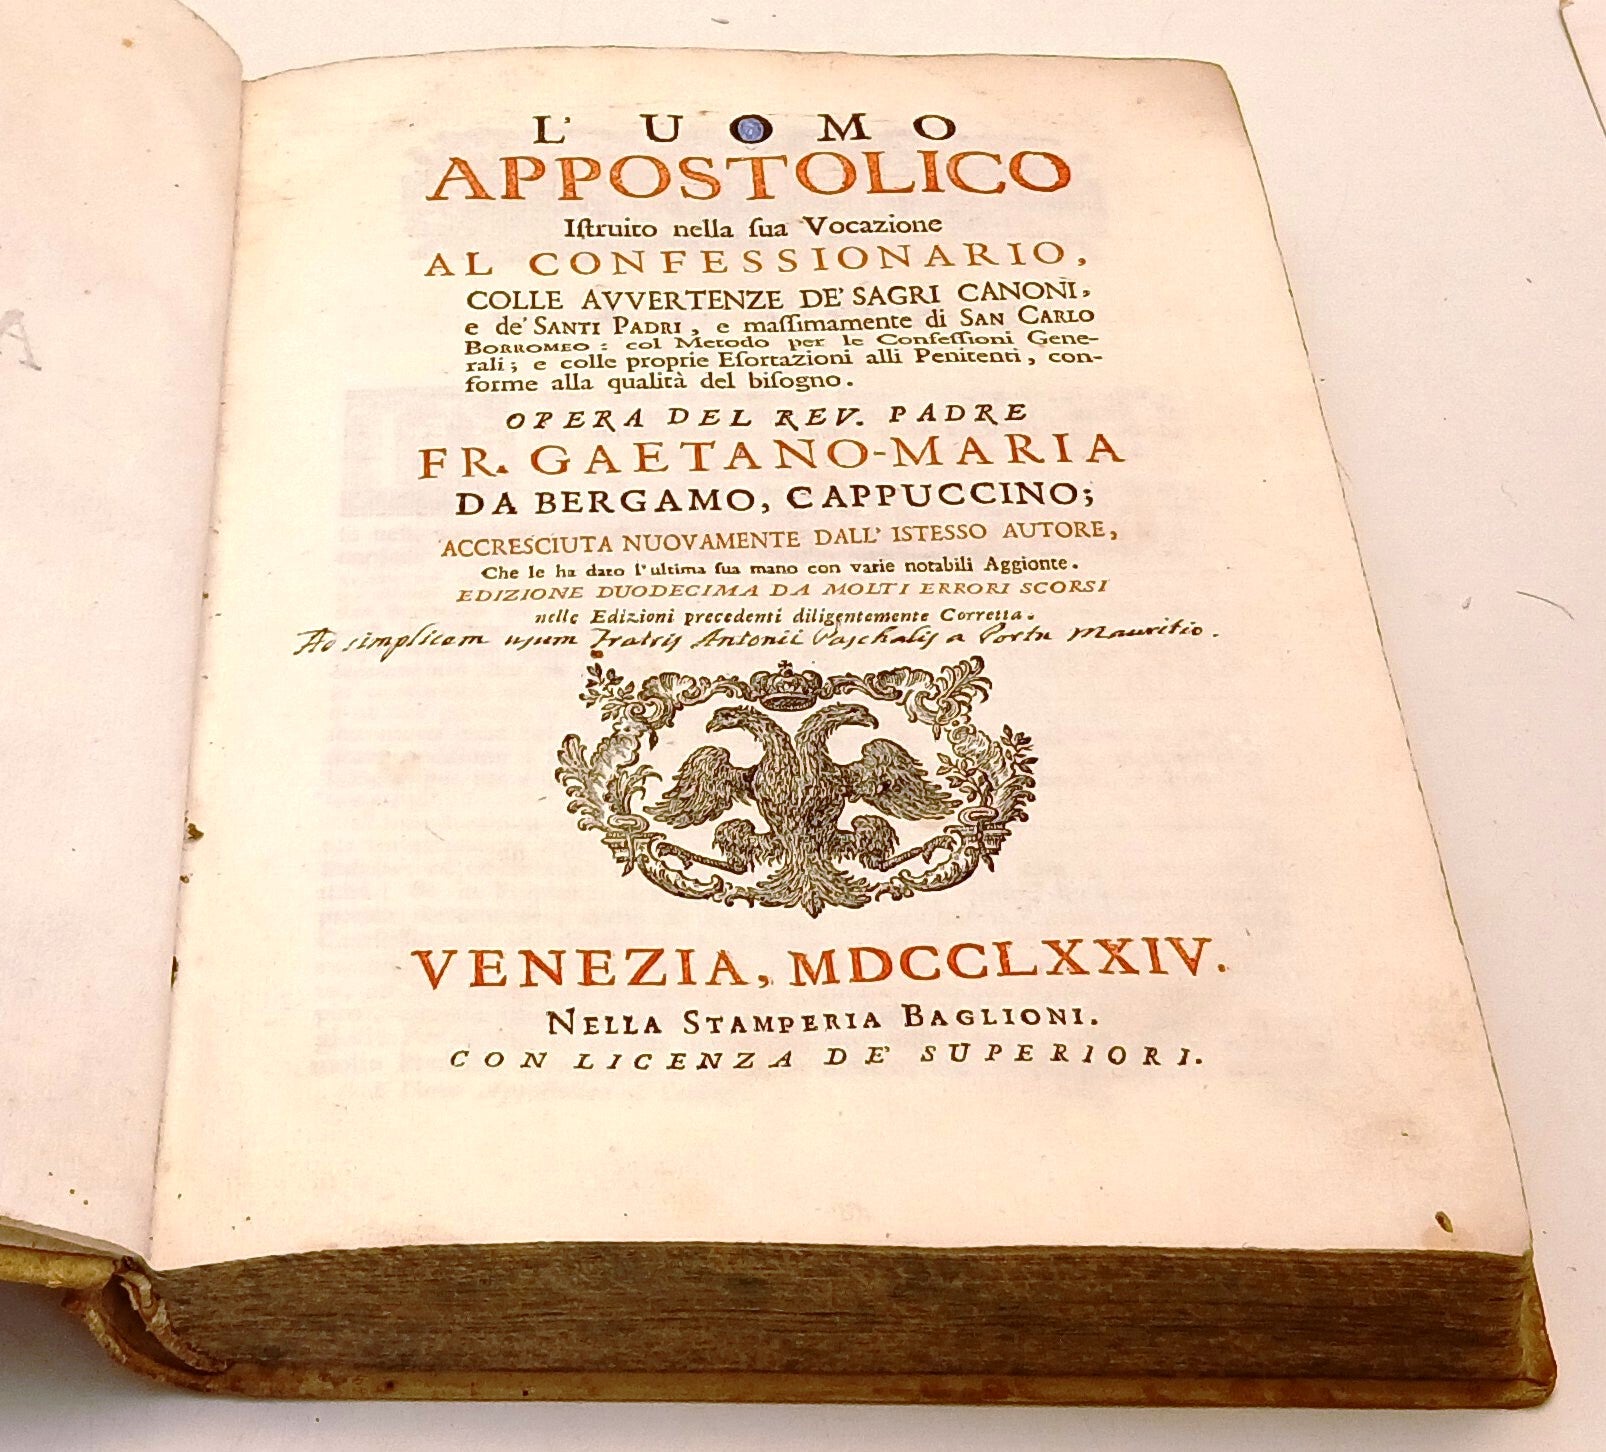 L' UOMO
APPOSTOLICO
Iſtruito nella ſua Vocazione
AL CONFESSIONARIO,
COLLE AVVERTENZE DE' SAGRI CANONI,
e de' SANTI PADRI, e maſſimamente di SAN CARLO
BORROMEO: col Metodo per le Confeſſioni Gene-
rali; e colle proprie Eſortazioni alli Penitenti, con-
forme alla qualità del biſogno.
OPERA DEL REV. PADRE
FR. GAETANO-MARIA
DA BERGAMO, CAPPUCCINO;
ACCRESCIUTA NUOVAMENTE DALL' ISTESSO AUTORE,
Che le ha dato l'ultima ſua mano con varie notabili Aggionte.
EDIZIONE DUODECIMA DA MOLTI ERRORI SCORSI
nelle Edizioni precedenti diligentemente Corretta.
Ad simplicem usum Fratris Antonii Paschalis a Portu Mauritio.
VENEZIA, MDCCLXXIV.
NELLA STAMPERIA BAGLIONI.
CON LICENZA DE' SUPERIORI.